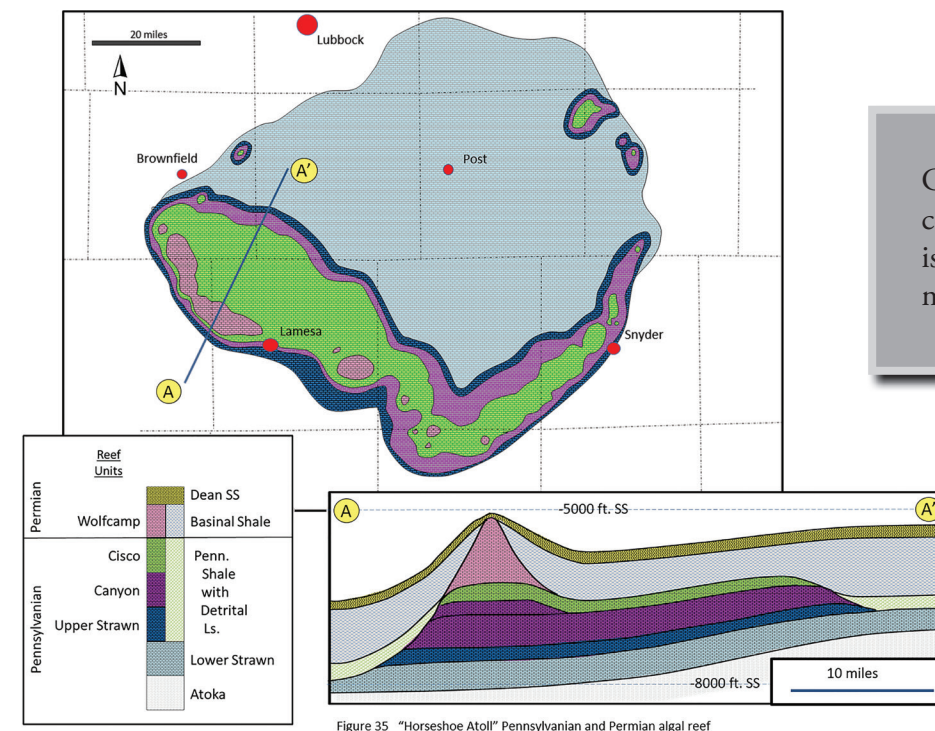 20 miles
N
Lubbock
Brownfield
Post
A'
Lamesa
Snyder
A
Reef
Units
Permian
Dean SS
Wolfcamp
Basinal Shale
Pennsylvanian
Cisco
Penn.
Shale
with
Detrital
Ls.
Canyon
Upper Strawn
Lower Strawn
Atoka
A
-5000 ft. SS
A'
-8000 ft. SS
10 miles
Figure 35 "Horseshoe Atoll" Pennsylvanian and Permian algal reef
is